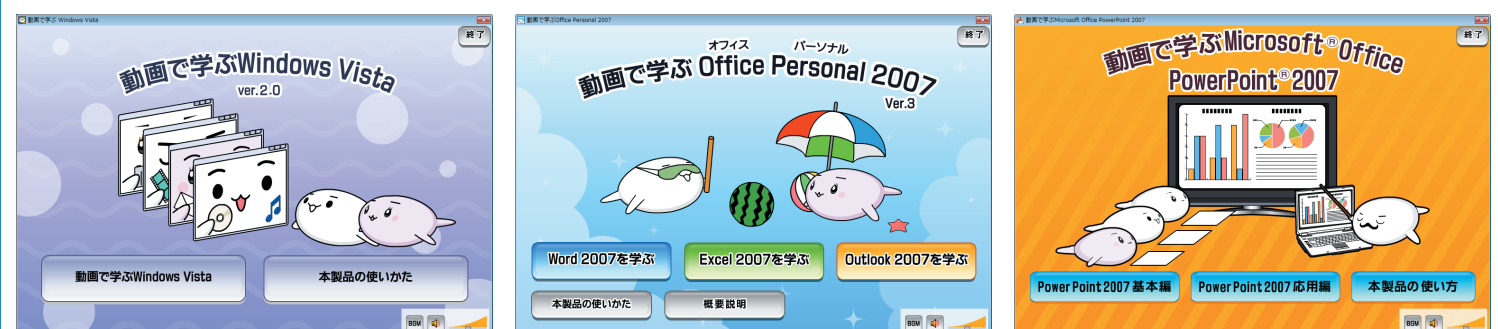 動画で学ぶ Windows Vista
終了
動画で学ぶWindows Vista
ver.2.0
動画で学ぶWindows Vista
本製品の使いかた
BGM
動画で学ぶOffice Personal 2007
終了
オフィス パーソナル
動画で学ぶ Office Personal 2007
Ver.3
Word 2007を学ぶ
Excel 2007を学ぶ
Outlook 2007を学ぶ
本製品の使いかた
概要説明
BGM
動画で学ぶMicrosoft Office PowerPoint 2007
終了
動画で学ぶMicrosoft®Office
PowerPoint®2007
Power Point 2007 基本編
Power Point 2007 応用編
本製品の使い方
BGM